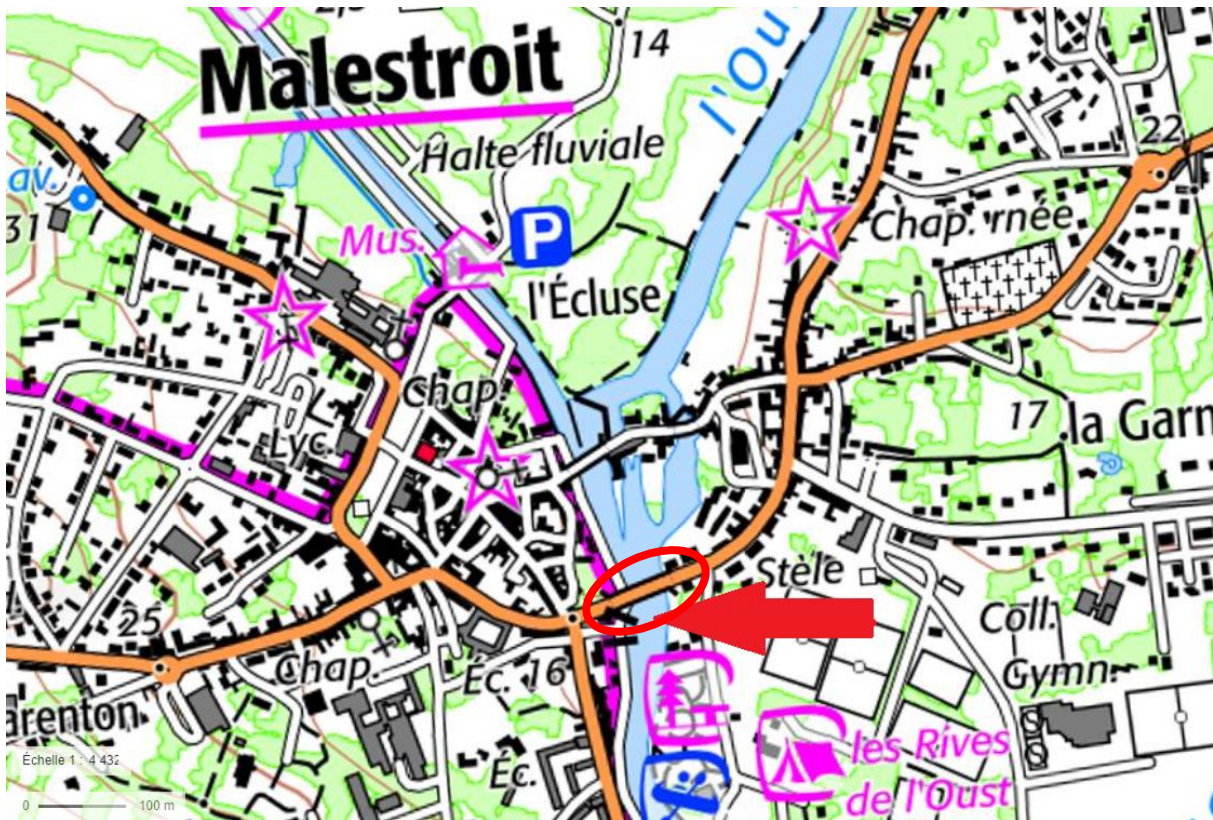 14
l'Ou
Malestroit
22
Halte fluviale
av.
31
Mus.
P
Chap.
rnée
l'Écluse
Chap.
17
la Garn
Lyc.
Stèle
25
Coll.
Chap.
Éc.
16
Gymn.
arenton
Échelle 1 : 4 432
les Rives
Éc.
de l'Oust
0
100 m